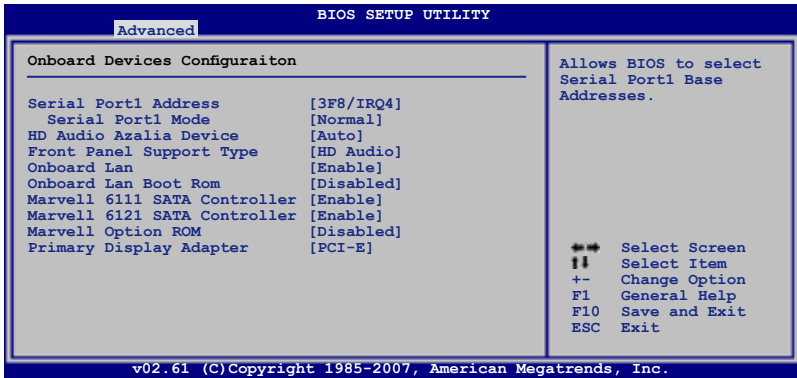 BIOS SETUP UTILITY
Advanced
Onboard Devices Configuraiton
Serial Port1 Address [3F8/IRQ4]
Serial Port1 Mode [Normal]
HD Audio Azalia Device [Auto]
Front Panel Support Type [HD Audio]
Onboard Lan [Enable]
Onboard Lan Boot Rom [Disabled]
Marvell 6111 SATA Controller [Enable]
Marvell 6121 SATA Controller [Enable]
Marvell Option ROM [Disabled]
Primary Display Adapter [PCI-E]
Allows BIOS to select
Serial Port1 Base
Addresses.
←→ Select Screen
↑↓ Select Item
+- Change Option
F1 General Help
F10 Save and Exit
ESC Exit
v02.61 (C)Copyright 1985-2007, American Megatrends, Inc.